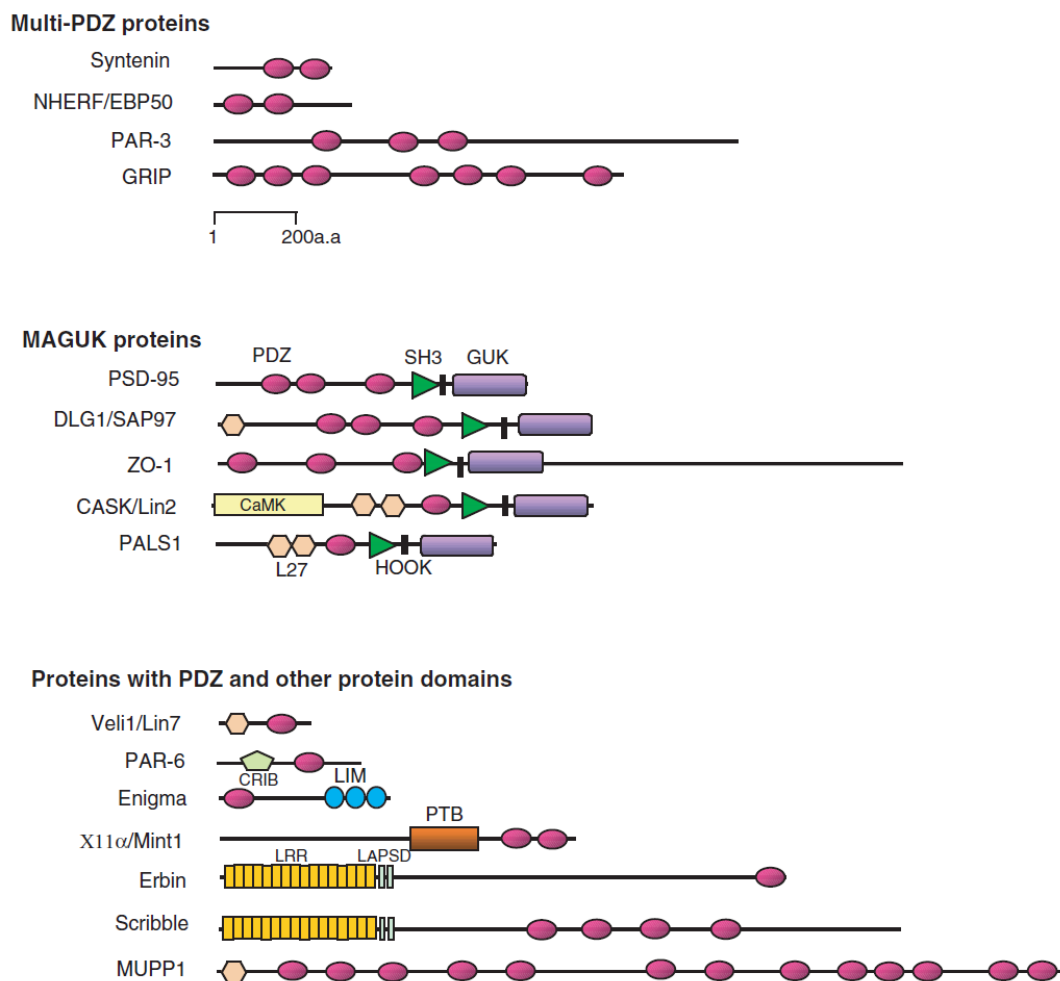 Multi-PDZ proteins
Syntenin
NHERF/EBP50
PAR-3
GRIP
1 200a.a
MAGUK proteins
PDZ SH3 GUK
PSD-95
DLG1/SAP97
ZO-1
CASK/Lin2 CaMK
PALS1
L27 HOOK
Proteins with PDZ and other protein domains
Veli1/Lin7
PAR-6
CRIB LIM
Enigma
PTB
X11α/Mint1
LRR LAPSD
Erbin
Scribble
MUPP1